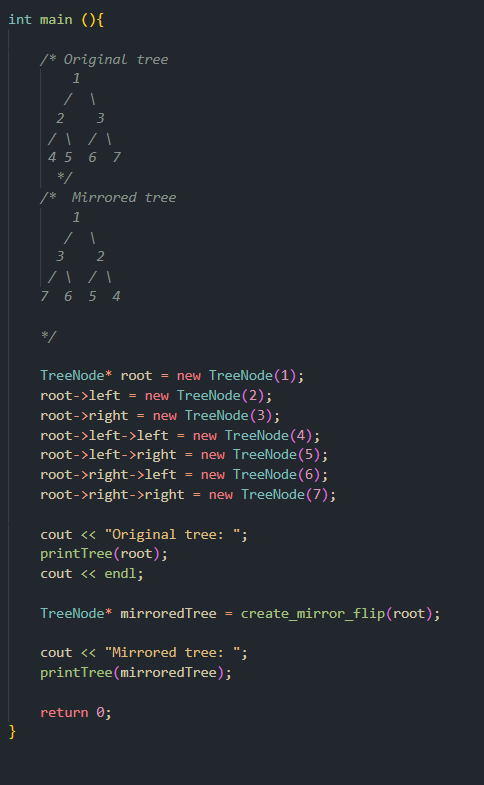 int main (){
/* Original tree
1
/ \
2 3
/ \ / \
4 5 6 7
*/
/* Mirrored tree
1
/ \
3 2
/ \ / \
7 6 5 4
*/
TreeNode* root = new TreeNode(1);
root->left = new TreeNode(2);
root->right = new TreeNode(3);
root->left->left = new TreeNode(4);
root->left->right = new TreeNode(5);
root->right->left = new TreeNode(6);
root->right->right = new TreeNode(7);
cout << "Original tree: ";
printTree(root);
cout << endl;
TreeNode* mirroredTree = create_mirror_flip(root);
cout << "Mirrored tree: ";
printTree(mirroredTree);
return 0;
}